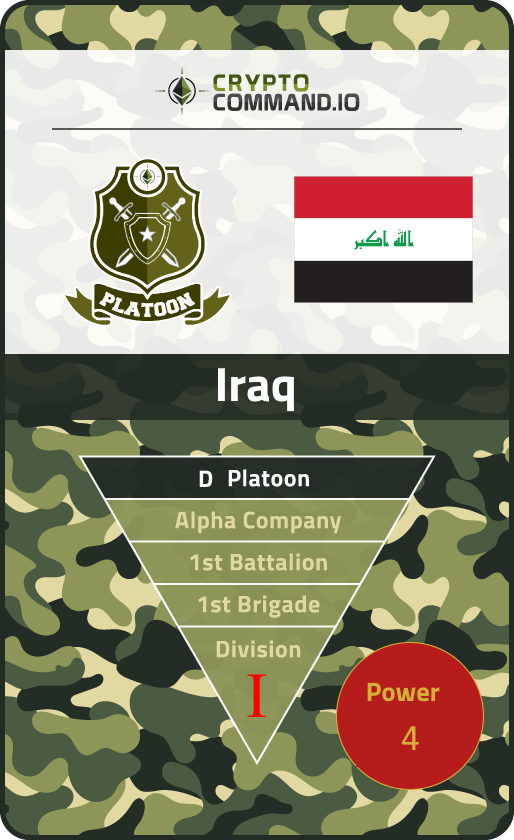 CRYPTO
COMMAND.IO
PLATOON
الله اكبر
Iraq
D Platoon
Alpha Company
1st Battalion
1st Brigade
Division
I
Power
4